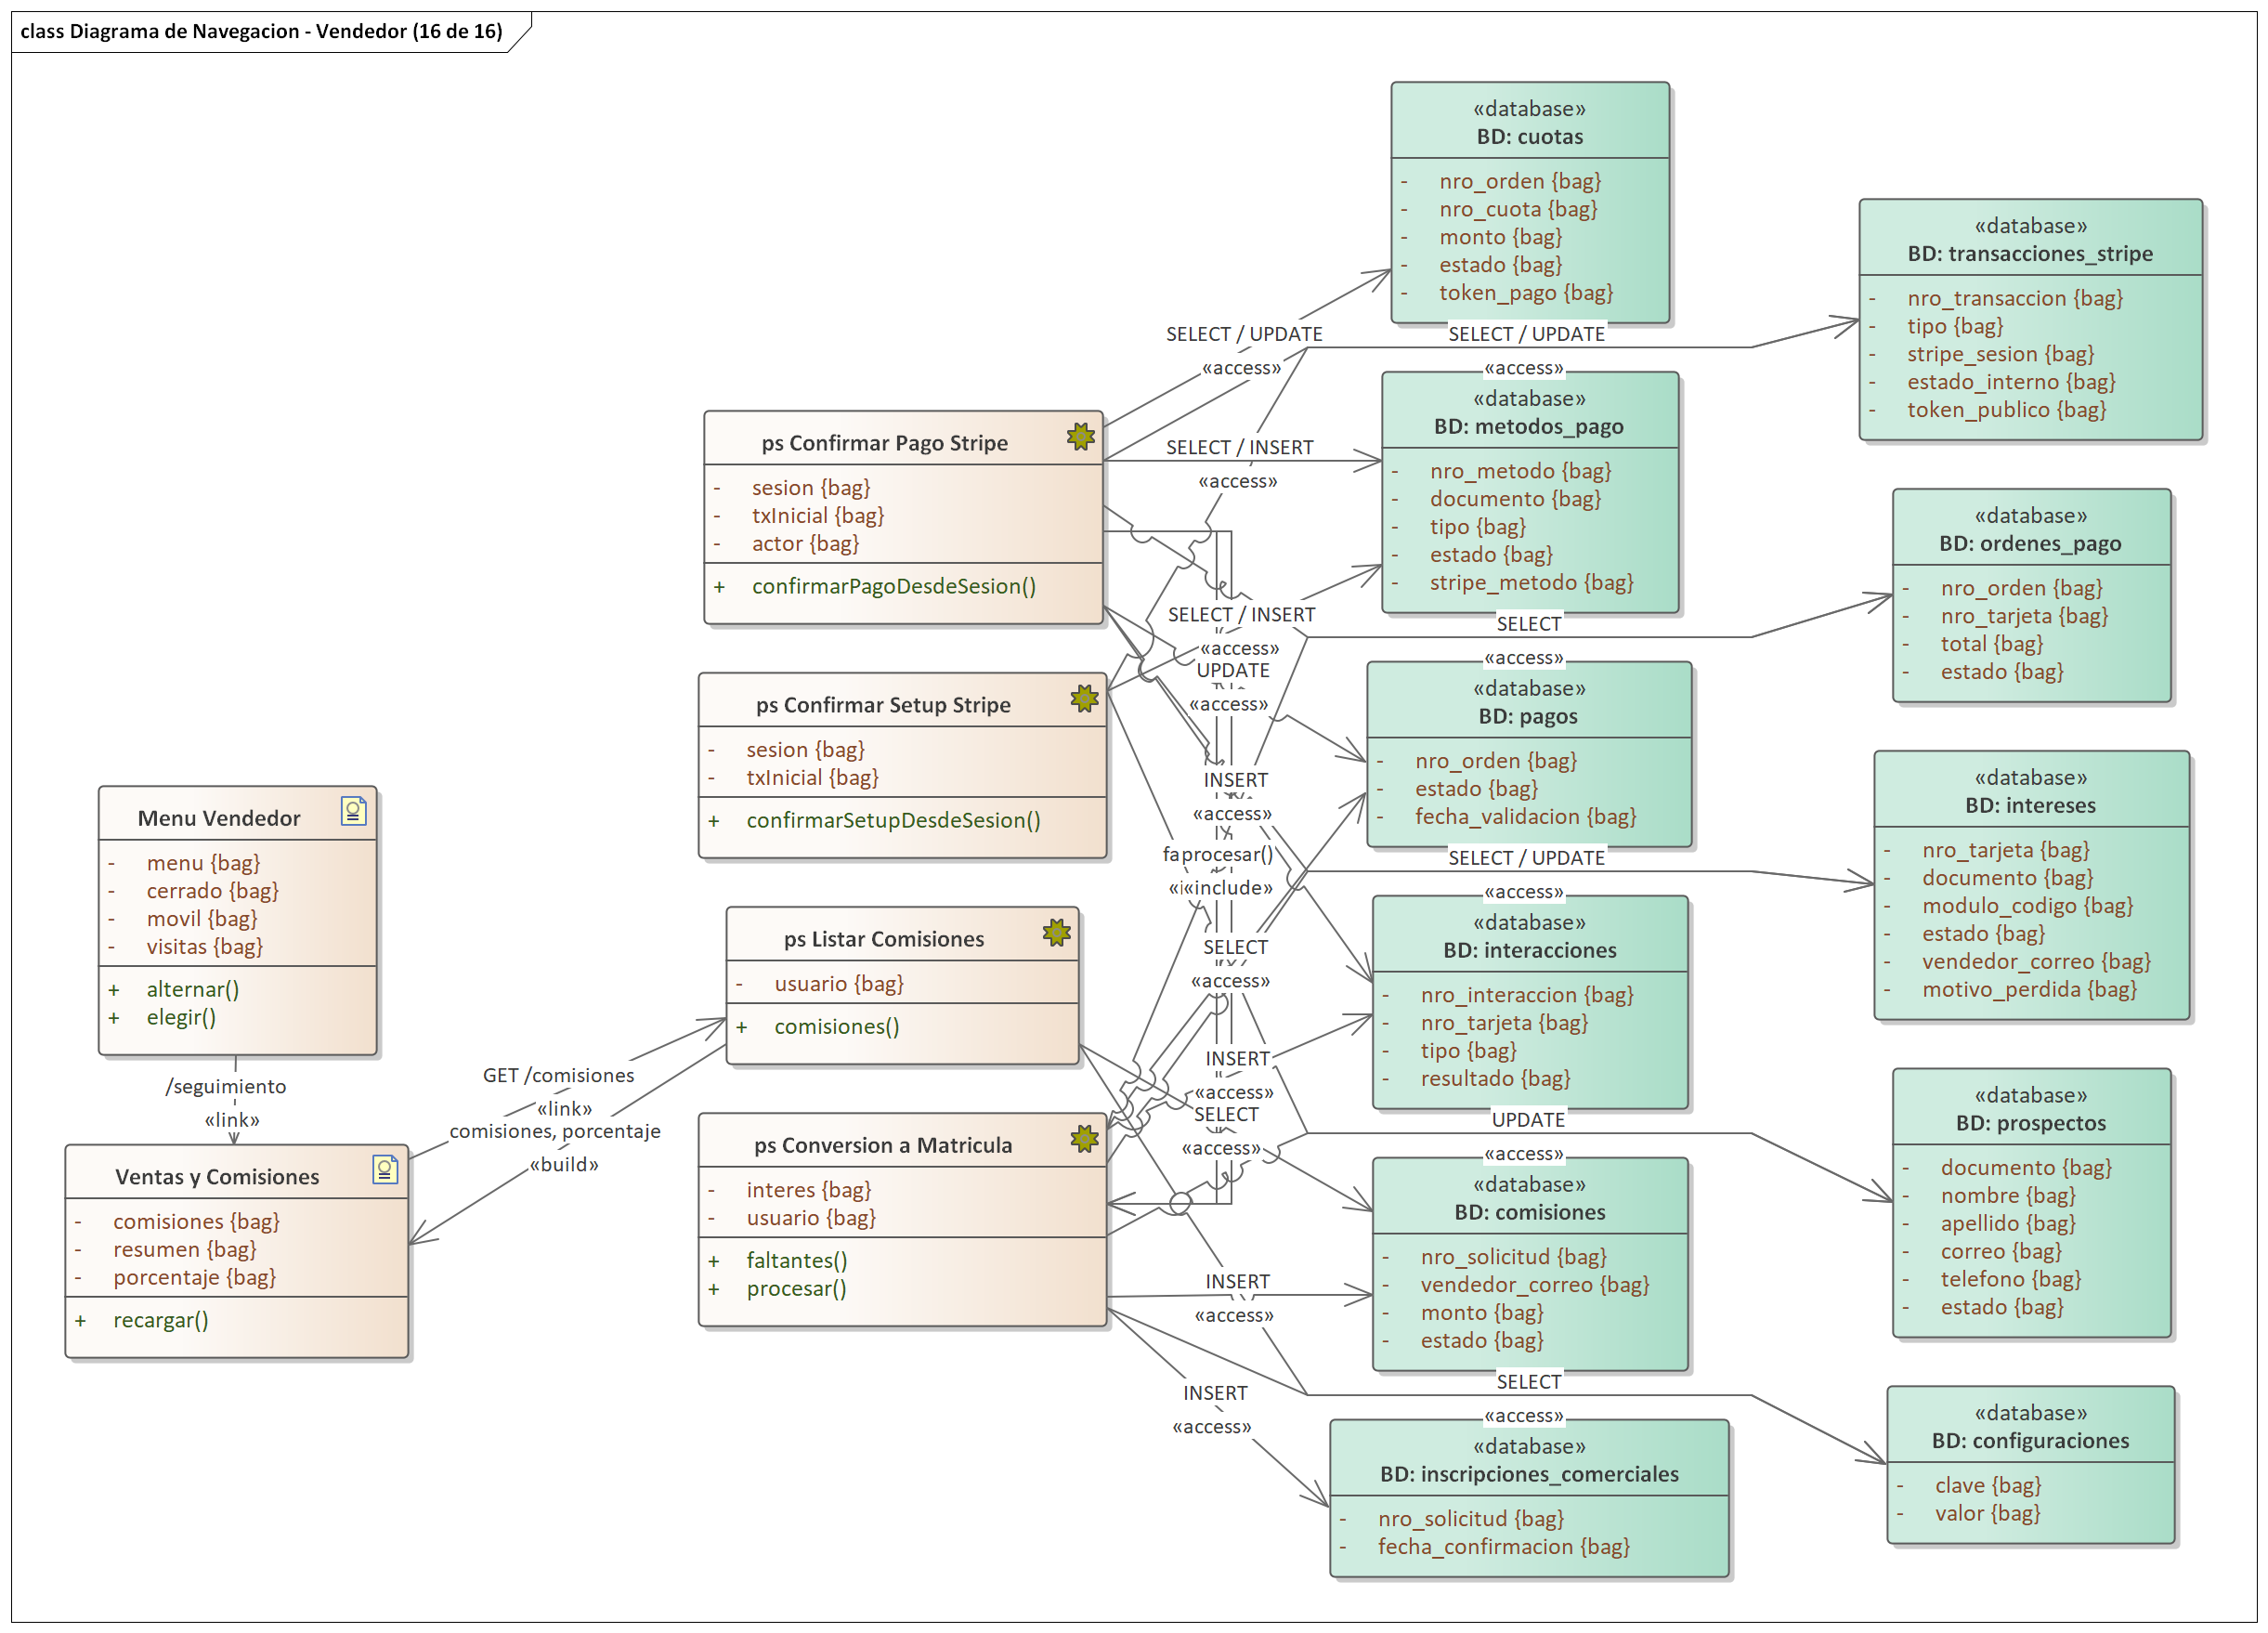 class Diagrama de Navegacion - Vendedor (16 de 16)
«database»
BD: cuotas
- nro_orden {bag}
- nro_cuota {bag}
- monto {bag}
- estado {bag}
- token_pago {bag}
«database»
BD: transacciones_stripe
- nro_transaccion {bag}
- tipo {bag}
- stripe_sesion {bag}
- estado_interno {bag}
- token_publico {bag}
SELECT / UPDATE
«access»
SELECT / UPDATE
«access»
«database»
BD: metodos_pago
- nro_metodo {bag}
- documento {bag}
- tipo {bag}
- estado {bag}
- stripe_metodo {bag}
ps Confirmar Pago Stripe
- sesion {bag}
- txInicial {bag}
- actor {bag}
+ confirmarPagoDesdeSesion()
SELECT / INSERT
«access»
«database»
BD: ordenes_pago
- nro_orden {bag}
- nro_tarjeta {bag}
- total {bag}
- estado {bag}
SELECT / INSERT
«access»
UPDATE
«access»
SELECT
«access»
«database»
BD: pagos
- nro_orden {bag}
- estado {bag}
- fecha_validacion {bag}
ps Confirmar Setup Stripe
- sesion {bag}
- txInicial {bag}
+ confirmarSetupDesdeSesion()
INSERT
«access»
procesar()
«include»
«database»
BD: intereses
- nro_tarjeta {bag}
- documento {bag}
- modulo_codigo {bag}
- estado {bag}
- vendedor_correo {bag}
- motivo_perdida {bag}
Menu Vendedor
- menu {bag}
- cerrado {bag}
- movil {bag}
- visitas {bag}
+ alternar()
+ elegir()
SELECT / UPDATE
«access»
«database»
BD: interacciones
- nro_interaccion {bag}
- nro_tarjeta {bag}
- tipo {bag}
- resultado {bag}
ps Listar Comisiones
- usuario {bag}
+ comisiones()
SELECT
«access»
INSERT
«access»
SELECT
«access»
/seguimiento
«link»
GET /comisiones
«link»
comisiones, porcentaje
«build»
«database»
BD: prospectos
- documento {bag}
- nombre {bag}
- apellido {bag}
- correo {bag}
- telefono {bag}
- estado {bag}
UPDATE
«access»
Ventas y Comisiones
- comisiones {bag}
- resumen {bag}
- porcentaje {bag}
+ recargar()
ps Conversion a Matricula
- interes {bag}
- usuario {bag}
+ faltantes()
+ procesar()
«database»
BD: comisiones
- nro_solicitud {bag}
- vendedor_correo {bag}
- monto {bag}
- estado {bag}
INSERT
«access»
INSERT
«access»
SELECT
«access»
«database»
BD: configuraciones
- clave {bag}
- valor {bag}
«database»
BD: inscripciones_comerciales
- nro_solicitud {bag}
- fecha_confirmacion {bag}